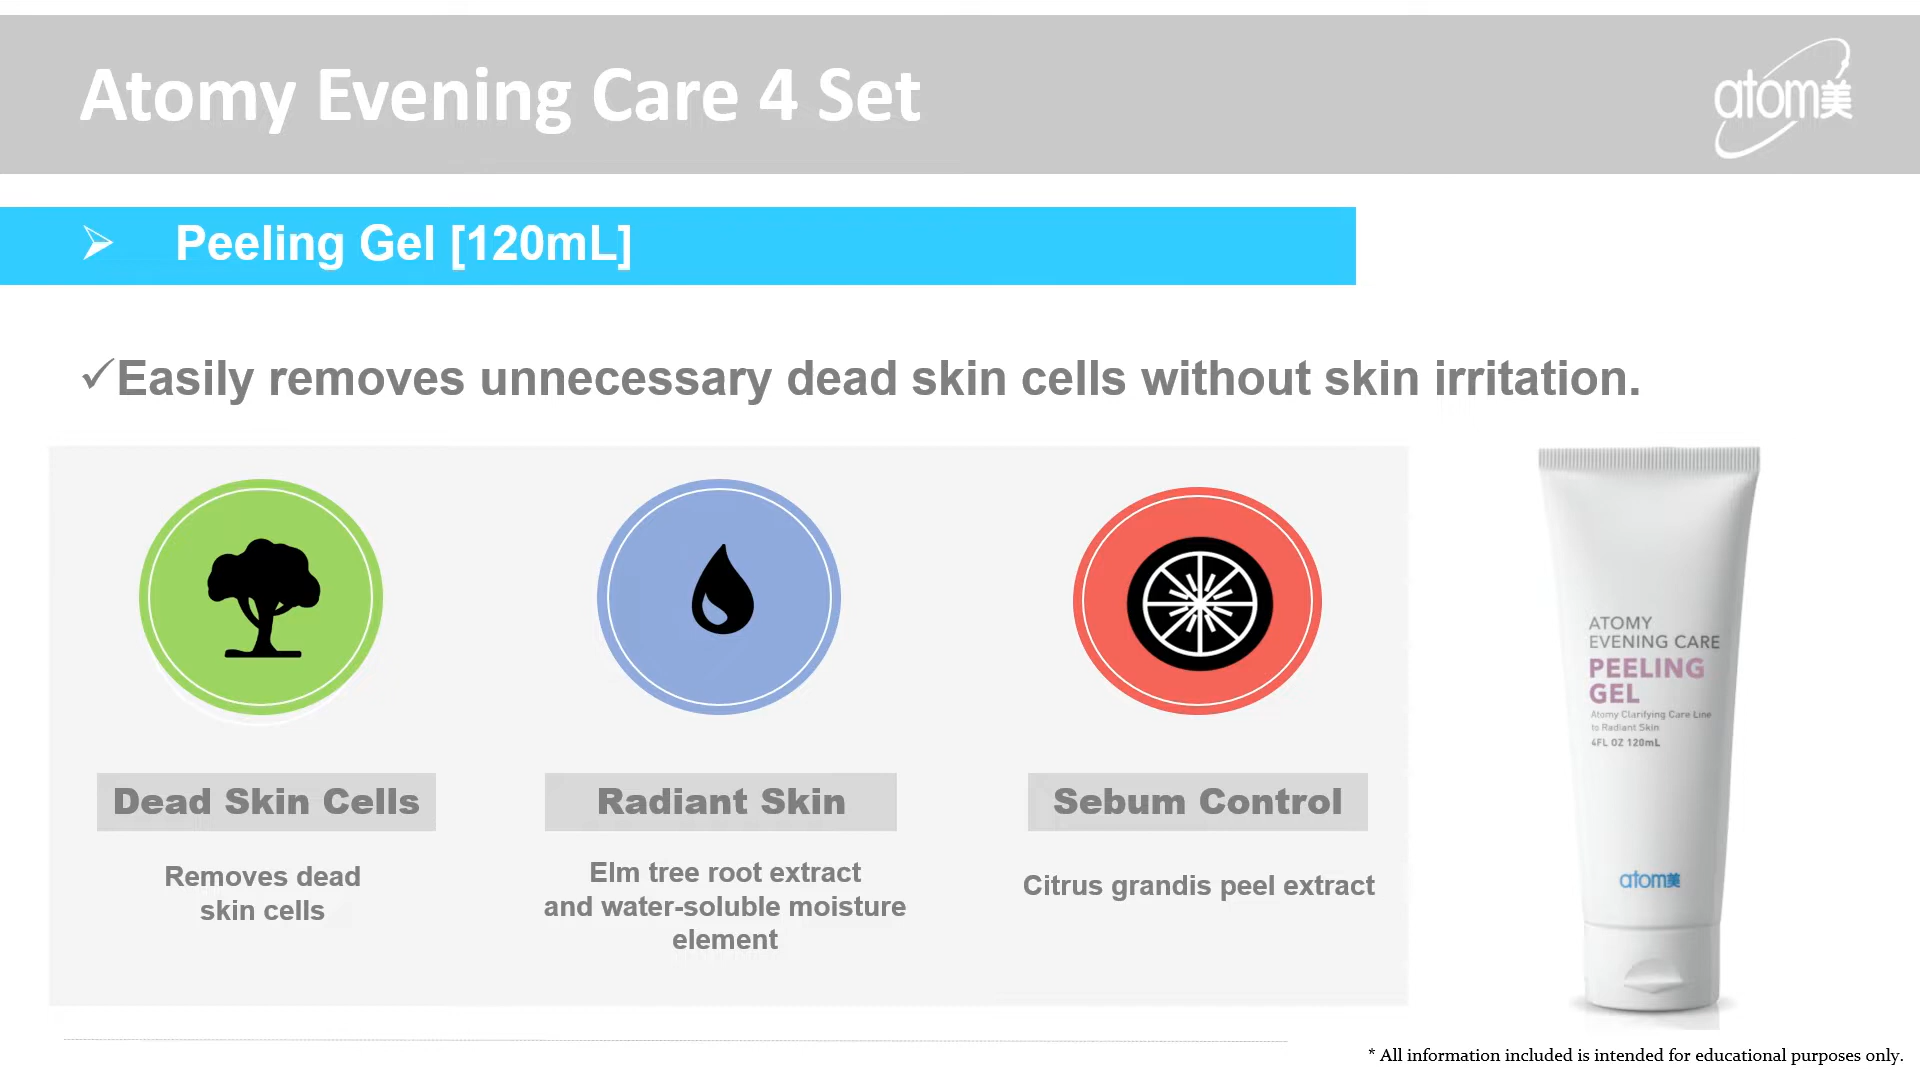 Atomy Evening Care 4 Set
atom美
Peeling Gel [120mL]
Easily removes unnecessary dead skin cells without skin irritation.
Dead Skin Cells
Removes dead
skin cells
Radiant Skin
Elm tree root extract
and water-soluble moisture
element
Sebum Control
Citrus grandis peel extract
ATOMY
EVENING CARE
PEELING
GEL
Atomy Clarifying Care Line
to Radiant Skin
4FL OZ 120mL
atom美
* All information included is intended for educational purposes only.